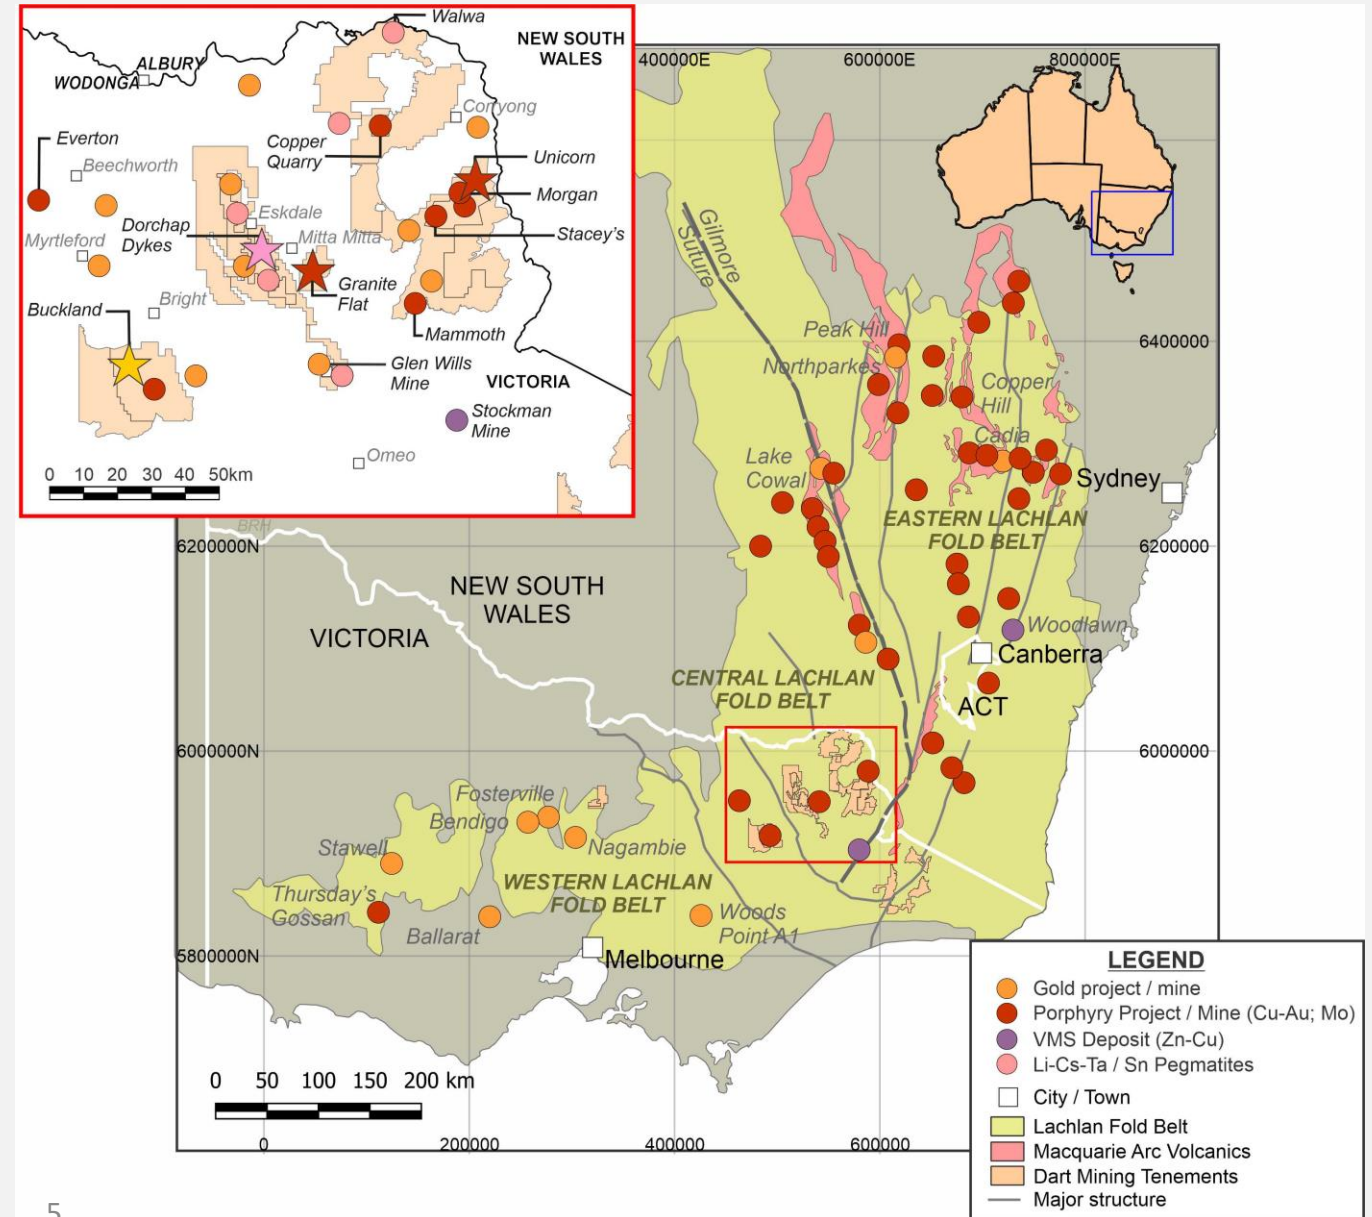 Walwa
NEW SOUTH
WALES
ALBURY
WODONGA
Corryong
Everton
Copper
Quarry
Unicorn
Beechworth
Morgan
Eskdale
Dorchap
Dykes
Stacey's
Myrtleford
Mitta Mitta
Granite
Flat
Bright
Buckland
Mammoth
Glen Wills
Mine
VICTORIA
Stockman
Mine
Omeo
0 10 20 30 40 50km
400000E
600000E
800000E
Gilmore
Suture
Peak Hill
6400000
Northparkes
Copper
Hill
Cadia
Lake
Cowal
Sydney
EASTERN LACHLAN
FOLD BELT
BRH
6200000N
6200000
NEW SOUTH
WALES
VICTORIA
Woodlawn
Canberra
CENTRAL LACHLAN
FOLD BELT
ACT
6000000N
6000000
Fosterville
Bendigo
Stawell
Nagambie
Thursday's
Gossan
WESTERN LACHLAN
FOLD BELT
Ballarat
Woods
Point A1
5800000N
Melbourne
0 50 100 150 200 km
0
200000
400000
600000
LEGEND
Gold project / mine
Porphyry Project / Mine (Cu-Au; Mo)
VMS Deposit (Zn-Cu)
Li-Cs-Ta / Sn Pegmatites
City / Town
Lachlan Fold Belt
Macquarie Arc Volcanics
Dart Mining Tenements
Major structure
5